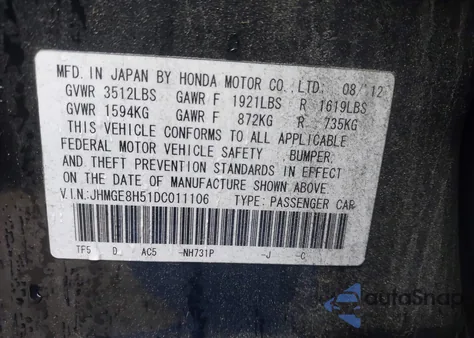 MFD. IN JAPAN BY HONDA MOTOR CO., LTD. 08/12
GVWR 3512LBS GAWR F 1921LBS R 1619LBS
GVWR 1594KG GAWR F 872KG R 735KG
THIS VEHICLE CONFORMS TO ALL APPLICABLE
FEDERAL MOTOR VEHICLE SAFETY, BUMPER,
AND THEFT PREVENTION STANDARDS IN EFFECT
ON THE DATE OF MANUFACTURE SHOWN ABOVE.
V.I.N: JHMGE8H51DC011106 TYPE: PASSENGER CAR
TF5 D AC5 -NH731P -J -C
autoSnap